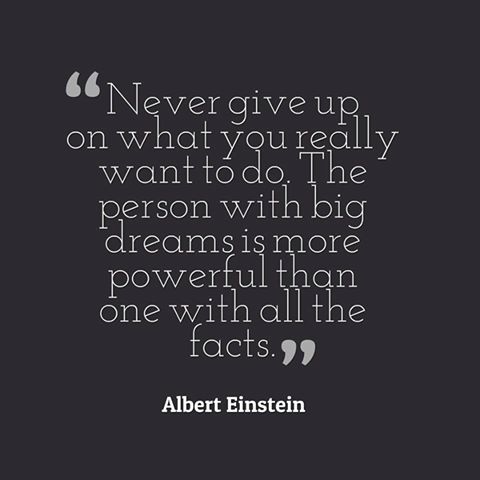 “Never give up
on what you really
want to do. The
person with big
dreams is more
powerful than
one with all the
facts.”
Albert Einstein